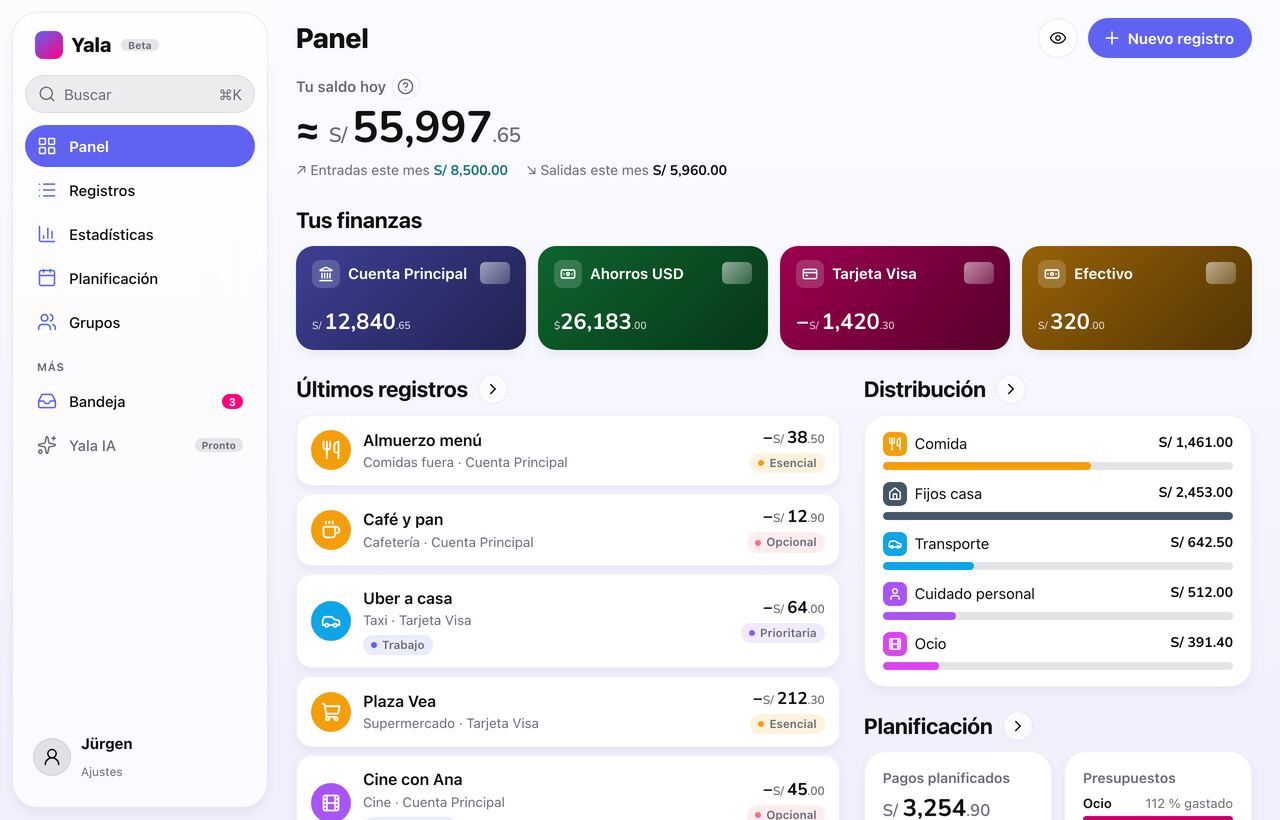 Yala Beta
Buscar ⌘K
Panel
Registros
Estadísticas
Planificación
Grupos
MÁS
Bandeja 3
Yala IA Pronto
Jürgen
Ajustes
Panel
+ Nuevo registro
Tu saldo hoy ?
≈ S/ 55,997.65
↗ Entradas este mes S/ 8,500.00 ↘ Salidas este mes S/ 5,960.00
Tus finanzas
Cuenta Principal
S/ 12,840.65
Ahorros USD
$26,183.00
Tarjeta Visa
−S/ 1,420.30
Efectivo
S/ 320.00
Últimos registros
Almuerzo menú
Comidas fuera · Cuenta Principal
−S/ 38.50
Esencial
Café y pan
Cafetería · Cuenta Principal
−S/ 12.90
Opcional
Uber a casa
Taxi · Tarjeta Visa
Trabajo
−S/ 64.00
Prioritaria
Plaza Vea
Supermercado · Tarjeta Visa
−S/ 212.30
Esencial
Cine con Ana
Cine · Cuenta Principal
−S/ 45.00
Opcional
Distribución
Comida S/ 1,461.00
Fijos casa S/ 2,453.00
Transporte S/ 642.50
Cuidado personal S/ 512.00
Ocio S/ 391.40
Planificación
Pagos planificados
S/ 3,254.90
Presupuestos
Ocio 112 % gastado